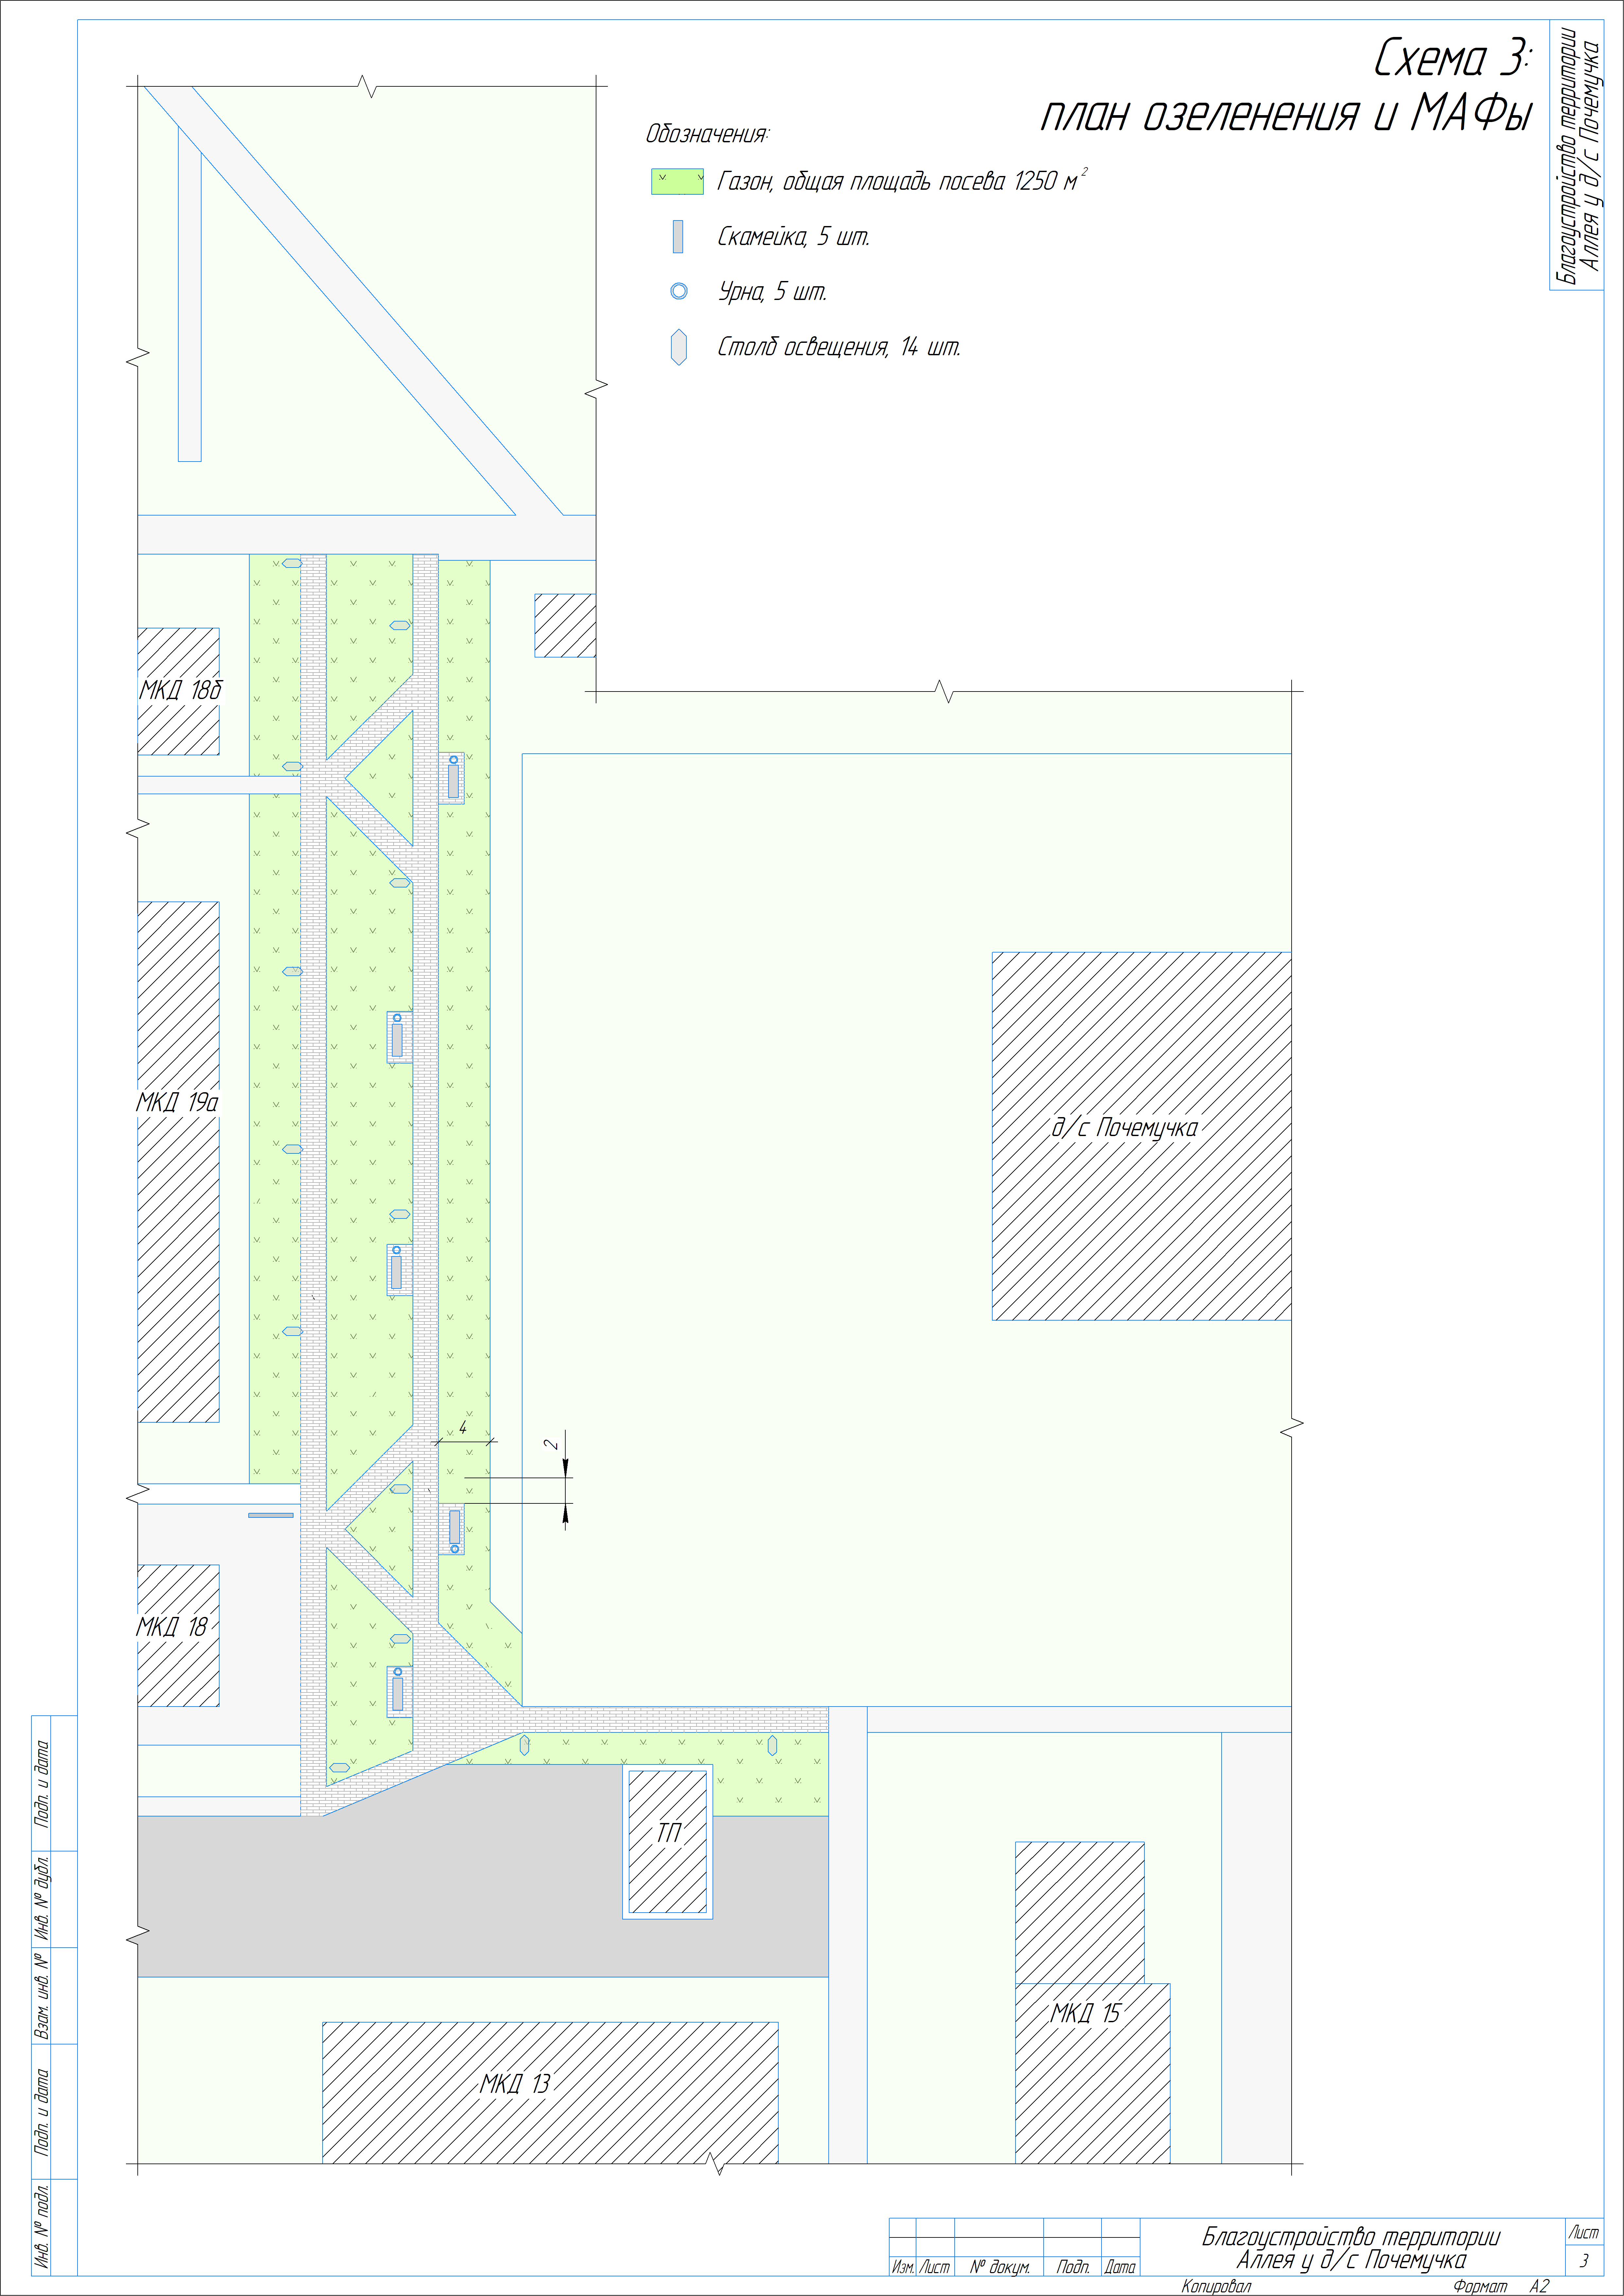 Схема 3:
план озеленения и МАФы
Благоустройство территории
Аллея у д/с Почемучка
Обозначения:
Газон, общая площадь посева 1250 м²
Скамейка, 5 шт.
Урна, 5 шт.
Столб освещения, 14 шт.
МКД 18б
МКД 19а
д/с Почемучка
4
2
МКД 18
ТП
МКД 15
МКД 13
Подп. и дата
Инв. № дубл.
Взам. инв. №
Подп. и дата
Инв. № подл.
Изм. Лист № докум. Подп. Дата
Благоустройство территории
Аллея у д/с Почемучка
Лист
3
Копировал
Формат А2